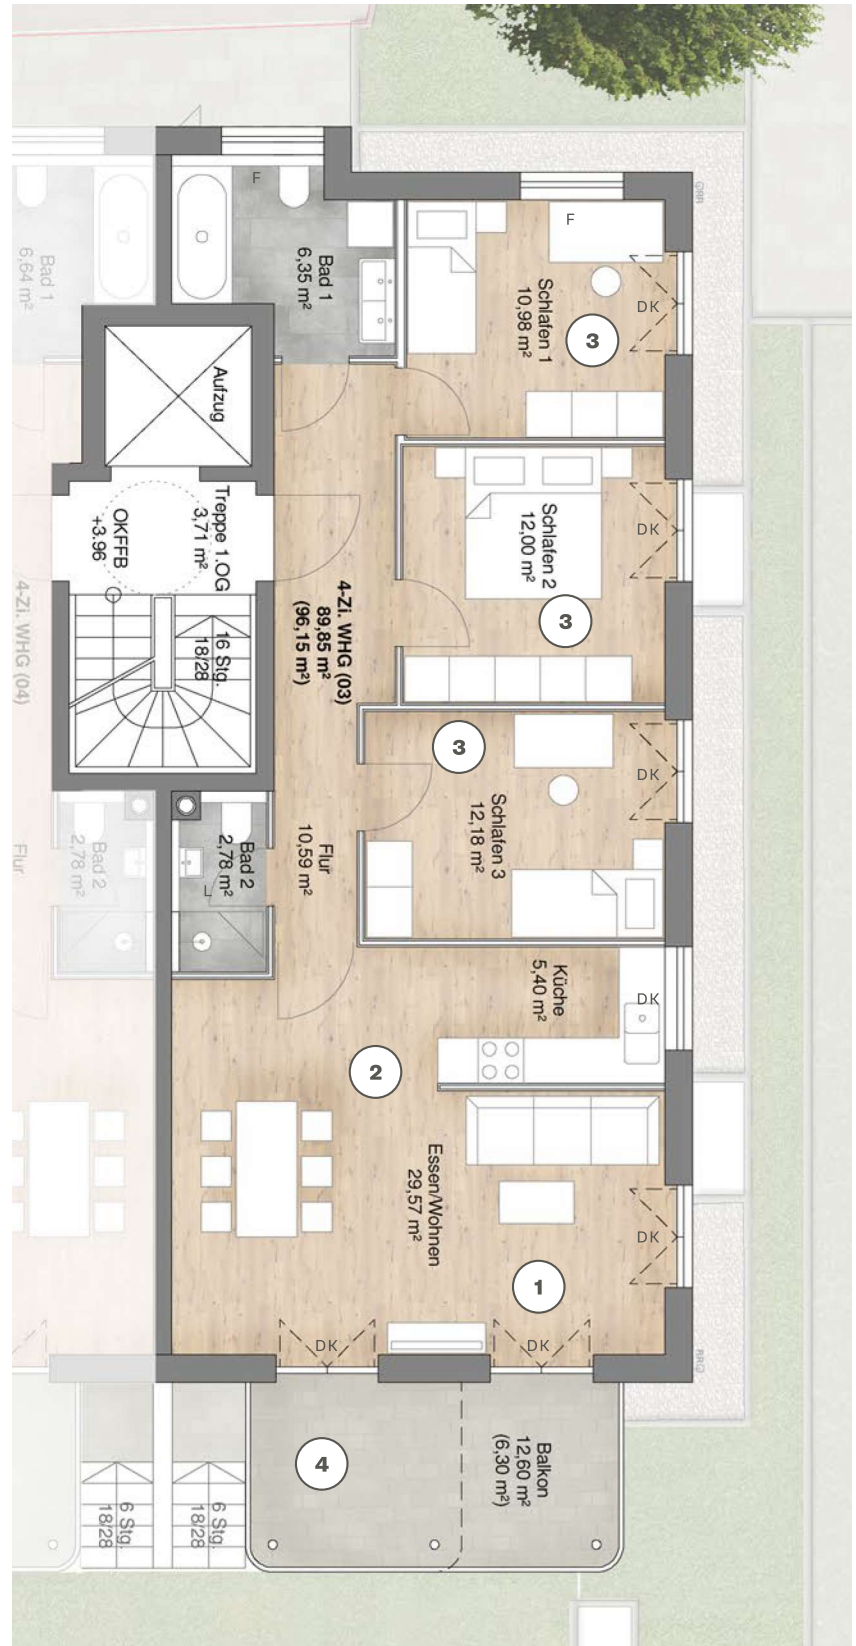 F
Bad 1
6,35 m²
Bad 1
6,64 m²
F
Schlafen 1
10,98 m²
3
DK
Aufzug
Treppe 1.OG
3,71 m²
OKFFB
+3.96
16 Stg.
18/28
4-Zi. WHG (03)
89,85 m²
(96,15 m²)
4-Zi. WHG (04)
Schlafen 2
12,00 m²
3
DK
3
DK
Schlafen 3
12,18 m²
Flur
10,59 m²
Bad 2
2,78 m²
Bad 2
2,78 m²
Flur
Küche
5,40 m²
DK
2
Essen/Wohnen
29,57 m²
DK
1
DK
DK
4
Balkon
12,60 m²
(6,30 m²)
6 Stg.
18/28
6 Stg.
18/28